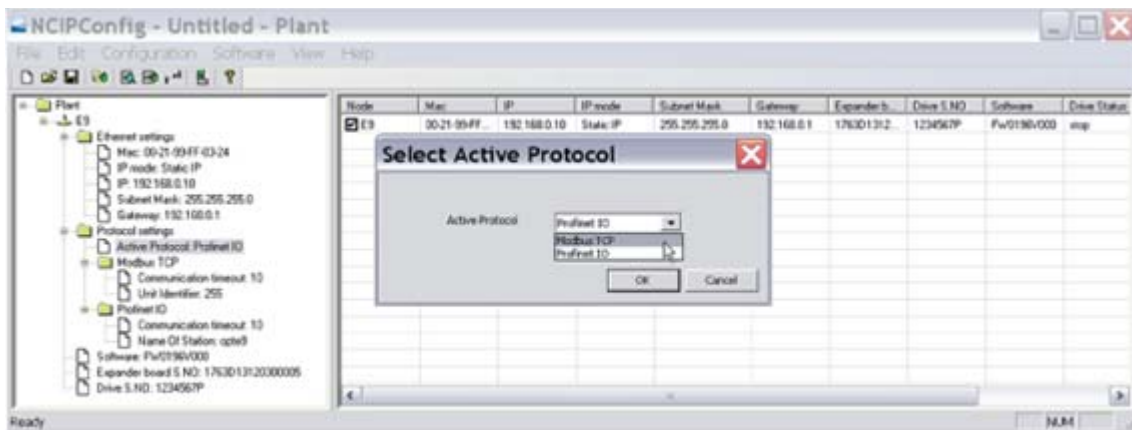 NCIPConfig - Untitled - Plant
File Edit Configuration Software View Help
Plant
E9
Ethernet settings
Mac: 00-21-99-FF-03-24
IP mode: Static IP
IP: 192.168.0.10
Subnet Mask: 255.255.255.0
Gateway: 192.168.0.1
Protocol settings
Active Protocol: Profinet IO
Modbus TCP
Communication timeout: 10
Unit Identifier: 255
Profinet IO
Communication timeout: 10
Name Of Station: opte9
Software: FW0196V000
Expander board S.NO: 1763D13120300005
Drive S.NO: 1234567P
Node Mac IP IP mode Subnet Mask Gateway Expander b... Drive S.NO Software Drive Status
E9 00-21-99-FF... 192.168.0.10 Static IP 255.255.255.0 192.168.0.1 1763D1312... 1234567P FW0196V000 stop
Select Active Protocol
Active Protocol
Profinet IO
Modbus TCP
Profinet IO
OK Cancel
Ready NUM